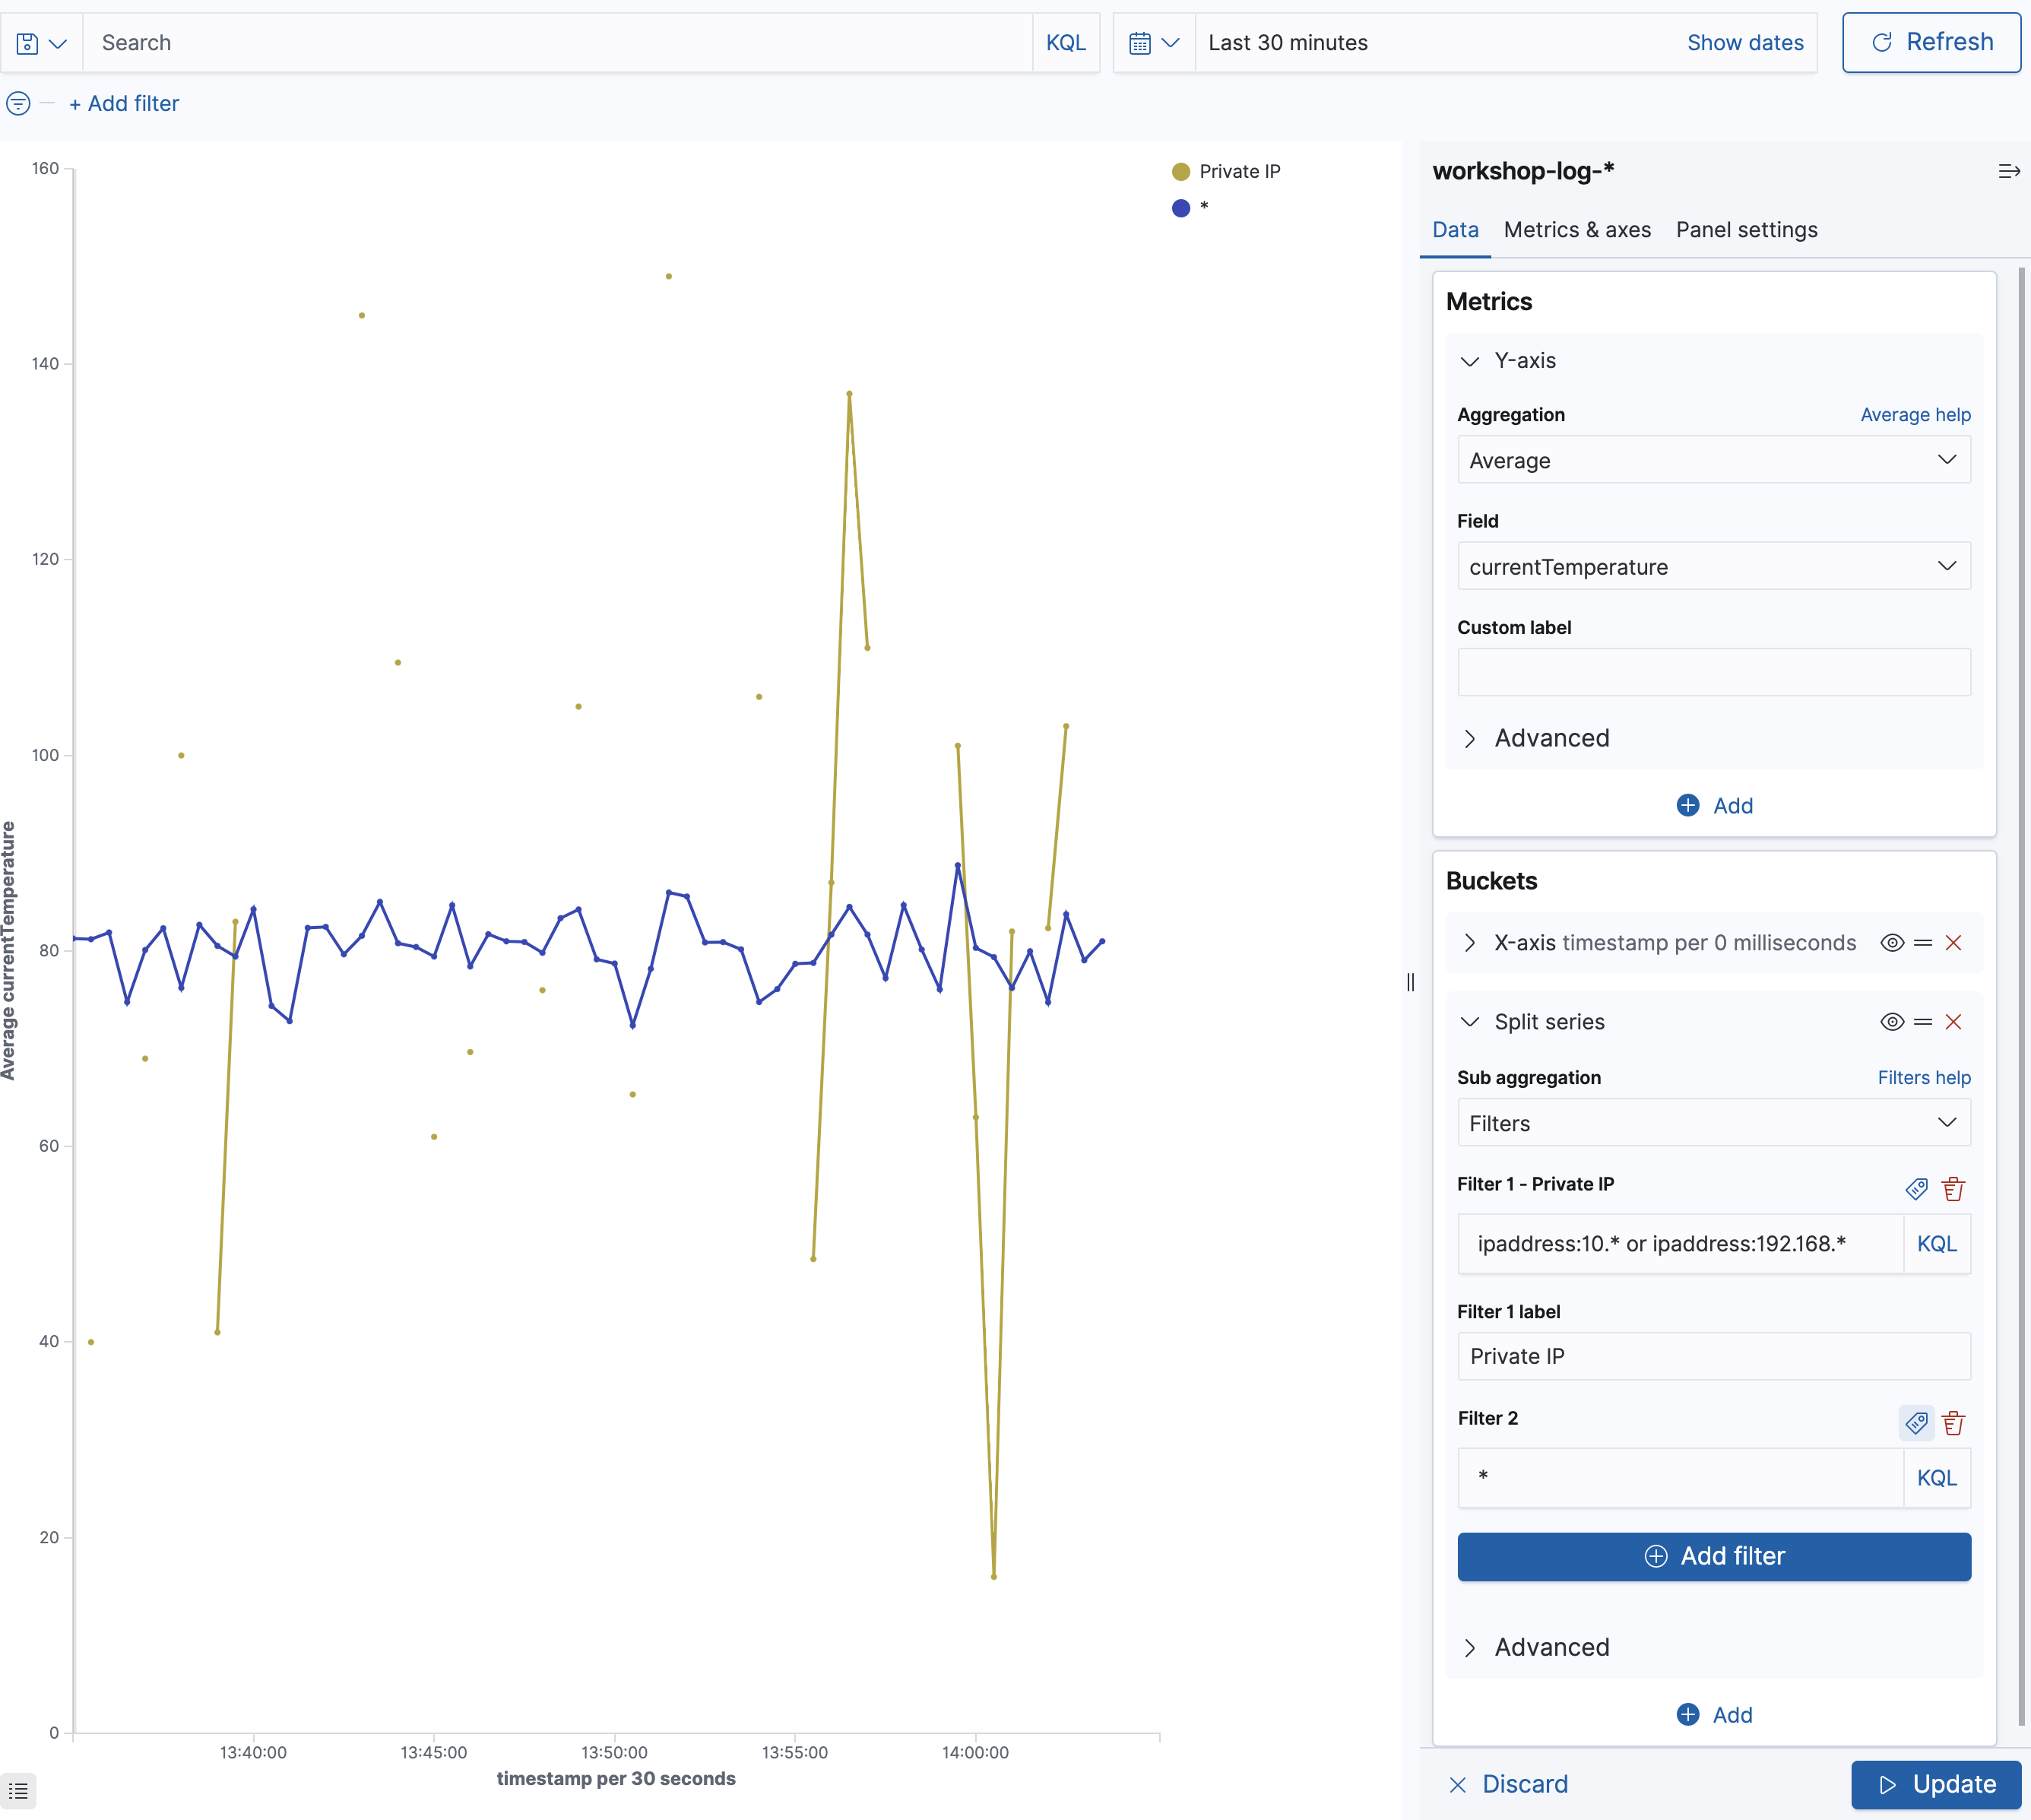 Search
KQL
Last 30 minutes
Show dates
Refresh
+ Add filter
160
140
120
100
80
60
40
20
0
Average currentTemperature
13:40:00
13:45:00
13:50:00
13:55:00
14:00:00
timestamp per 30 seconds
Private IP
*
workshop-log-*
Data
Metrics & axes
Panel settings
Metrics
Y-axis
Aggregation
Average help
Average
Field
currentTemperature
Custom label
Advanced
Add
Buckets
X-axis timestamp per 0 milliseconds
Split series
Sub aggregation
Filters help
Filters
Filter 1 - Private IP
ipaddress:10.* or ipaddress:192.168.*
KQL
Filter 1 label
Private IP
Filter 2
*
KQL
Add filter
Advanced
Add
Discard
Update